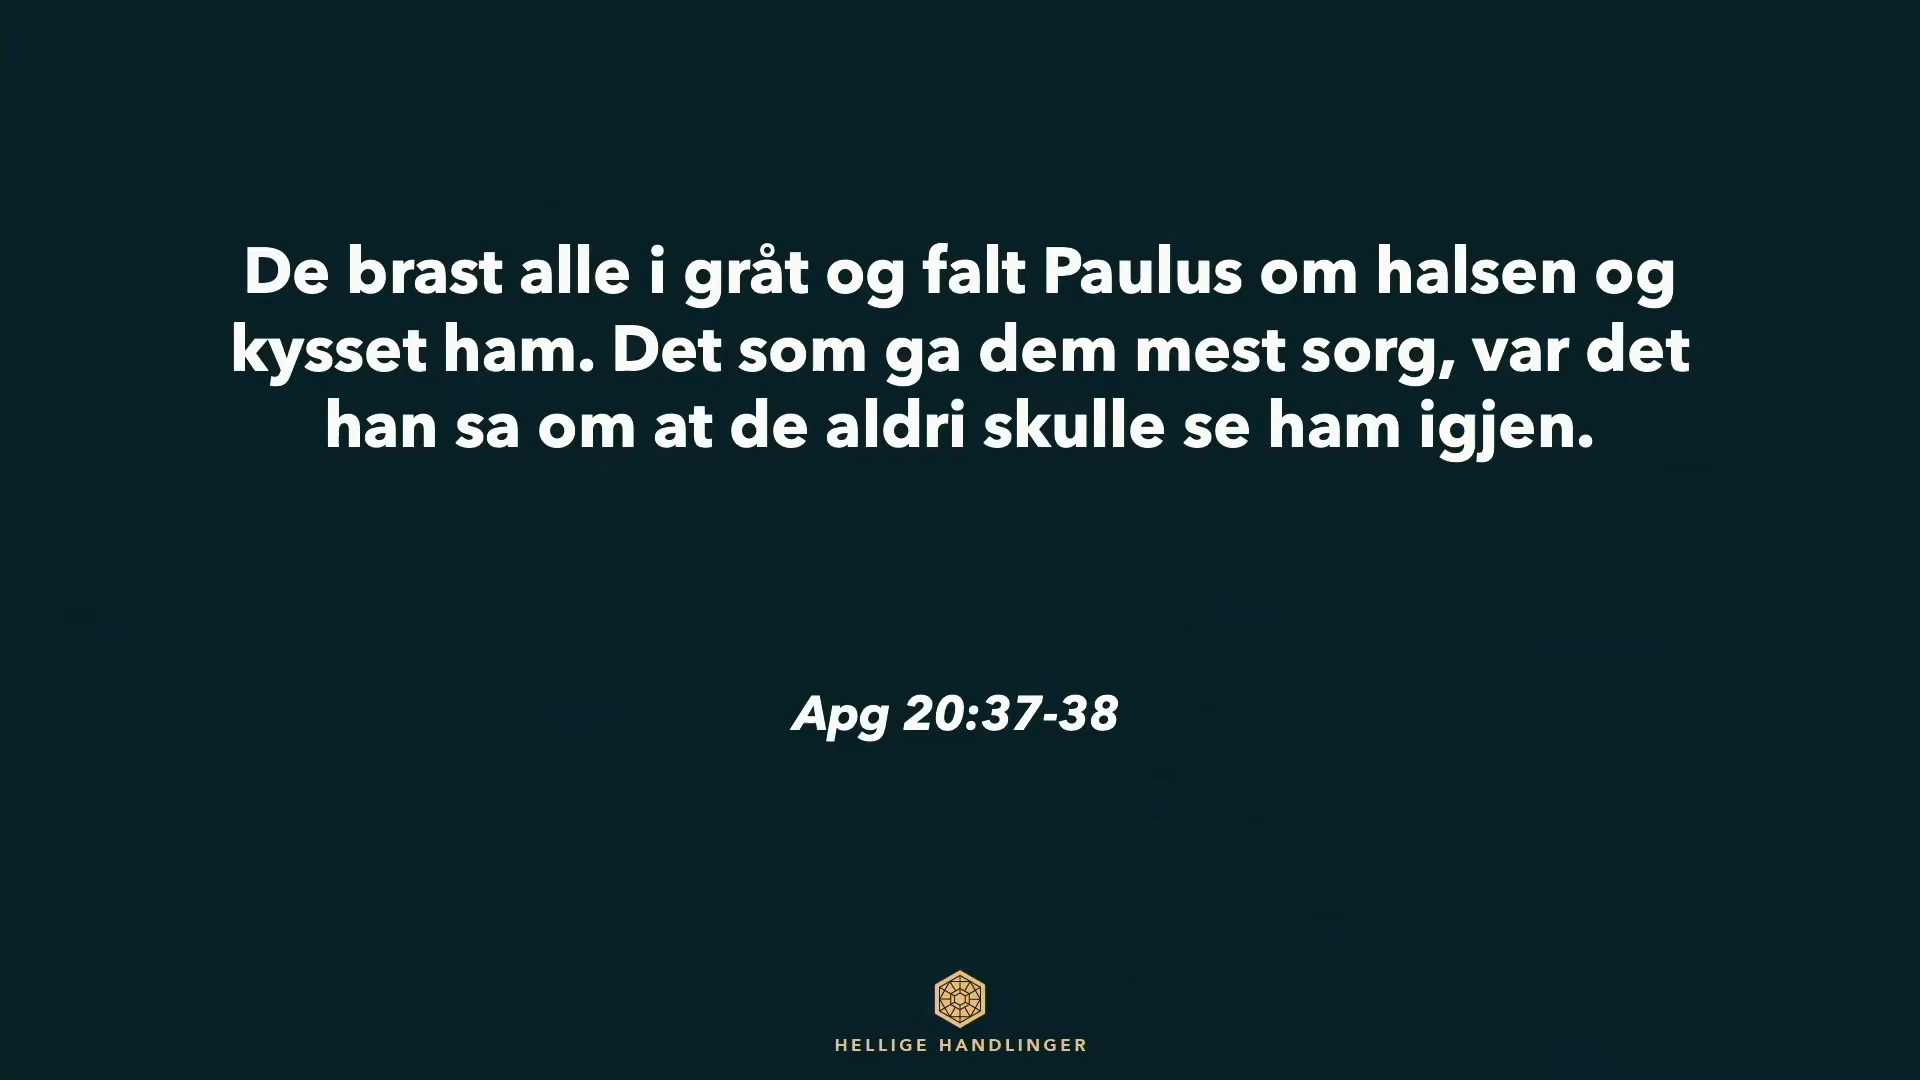 De brast alle i gråt og falt Paulus om halsen og
kysset ham. Det som ga dem mest sorg, var det
han sa om at de aldri skulle se ham igjen.
Apg 20:37-38
HELLIGE HANDLINGER